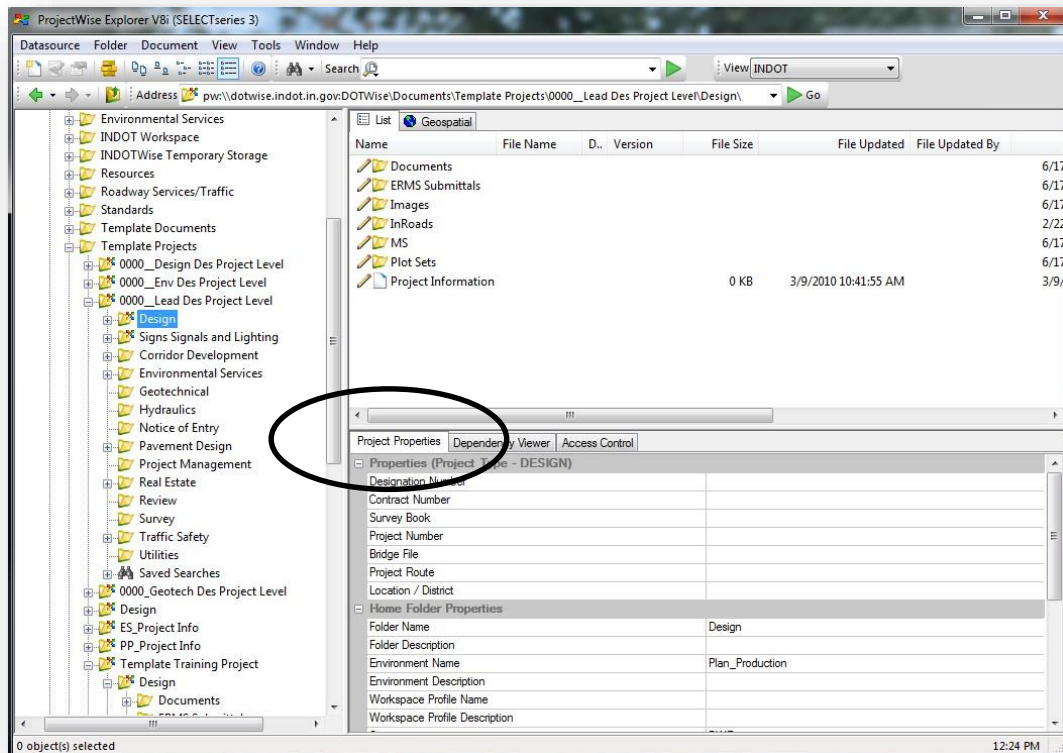 ProjectWise Explorer V8i (SELECTseries 3)
Datasource Folder Document View Tools Window Help
Search View INDOT
Address pw:\\dotwise.indot.in.gov:DOTWise\Documents\Template Projects\0000__Lead Des Project Level\Design\ Go
Environmental Services
INDOT Workspace
INDOTWise Temporary Storage
Resources
Roadway Services/Traffic
Standards
Template Documents
Template Projects
0000__Design Des Project Level
0000__Env Des Project Level
0000__Lead Des Project Level
Design
Signs Signals and Lighting
Corridor Development
Environmental Services
Geotechnical
Hydraulics
Notice of Entry
Pavement Design
Project Management
Real Estate
Review
Survey
Traffic Safety
Utilities
Saved Searches
0000_Geotech Des Project Level
Design
ES_Project Info
PP_Project Info
Template Training Project
Design
Documents
List Geospatial
Name File Name D.. Version File Size File Updated File Updated By
Documents 6/17
ERMS Submittals 6/17
Images 6/17
InRoads 2/22
MS 6/17
Plot Sets 6/17
Project Information 0 KB 3/9/2010 10:41:55 AM 3/9/
Project Properties Dependency Viewer Access Control
Properties (Project Type - DESIGN)
Designation Number
Contract Number
Survey Book
Project Number
Bridge File
Project Route
Location / District
Home Folder Properties
Folder Name Design
Folder Description
Environment Name Plan_Production
Environment Description
Workspace Profile Name
Workspace Profile Description
0 object(s) selected 12:24 PM